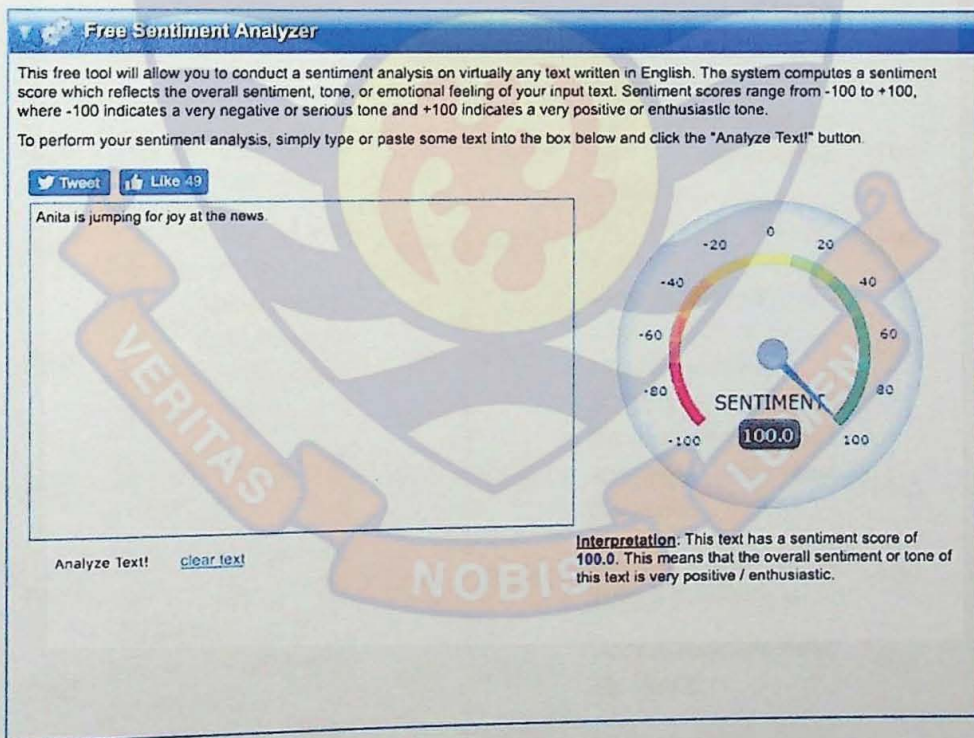 Free Sentiment Analyzer
This free tool will allow you to conduct a sentiment analysis on virtually any text written in English. The system computes a sentiment
score which reflects the overall sentiment, tone, or emotional feeling of your input text. Sentiment scores range from -100 to +100,
where -100 indicates a very negative or serious tone and +100 indicates a very positive or enthusiastic tone.
To perform your sentiment analysis, simply type or paste some text into the box below and click the "Analyze Text!" button.
Tweet
Like 49
Anita is jumping for joy at the news.
-100
-80
-60
-40
-20
0
20
40
60
80
100
SENTIMENT
100.0
Analyze Text!
clear text
Interpretation: This text has a sentiment score of
100.0. This means that the overall sentiment or tone of
this text is very positive / enthusiastic.
VERITAS
NOBIS